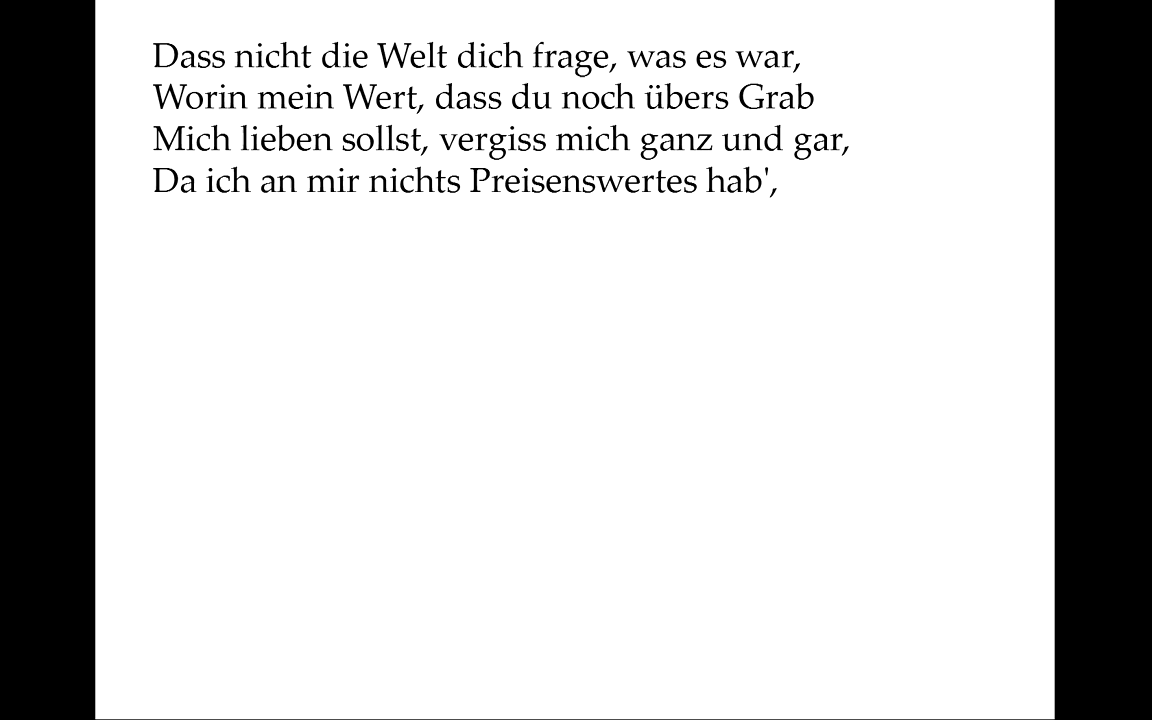 Dass nicht die Welt dich frage, was es war,
Worin mein Wert, dass du noch übers Grab
Mich lieben sollst, vergiss mich ganz und gar,
Da ich an mir nichts Preisenswertes hab',